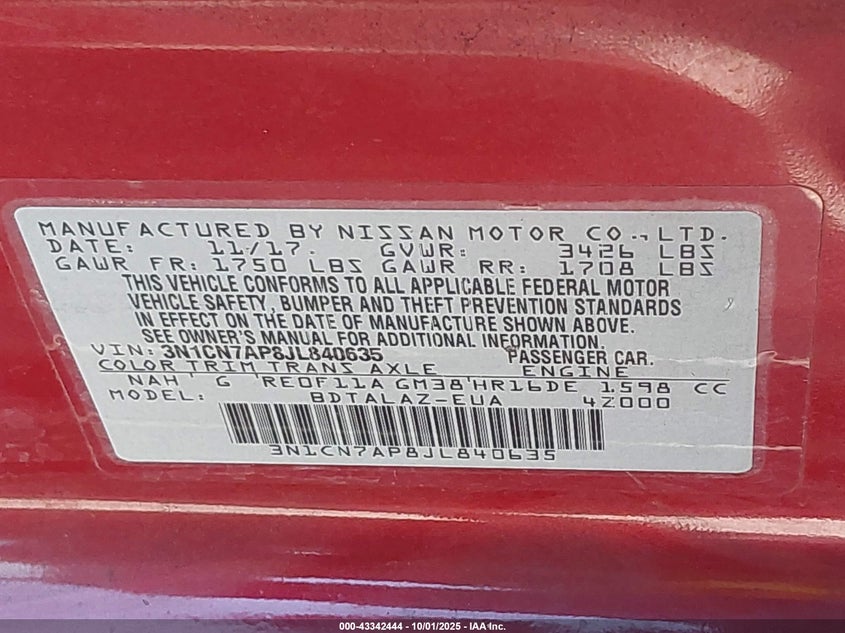 MANUFACTURED BY NISSAN MOTOR CO., LTD.
DATE: 11/17. GVWR: 3426 LBS
GAWR FR: 1750 LBS GAWR RR: 1708 LBS
THIS VEHICLE CONFORMS TO ALL APPLICABLE FEDERAL MOTOR
VEHICLE SAFETY, BUMPER AND THEFT PREVENTION STANDARDS
IN EFFECT ON THE DATE OF MANUFACTURE SHOWN ABOVE.
SEE OWNER'S MANUAL FOR ADDITIONAL INFORMATION.
VIN: 3N1CN7AP8JL840635 PASSENGER CAR.
COLOR TRIM TRANS AXLE ENGINE
NAH G RE0F11A GM38 HR16DE 1598 CC
MODEL: BDTALAZ-EUA 4Z000
3N1CN7AP8JL840635
000-43342444 - 10/01/2025 - IAA Inc.